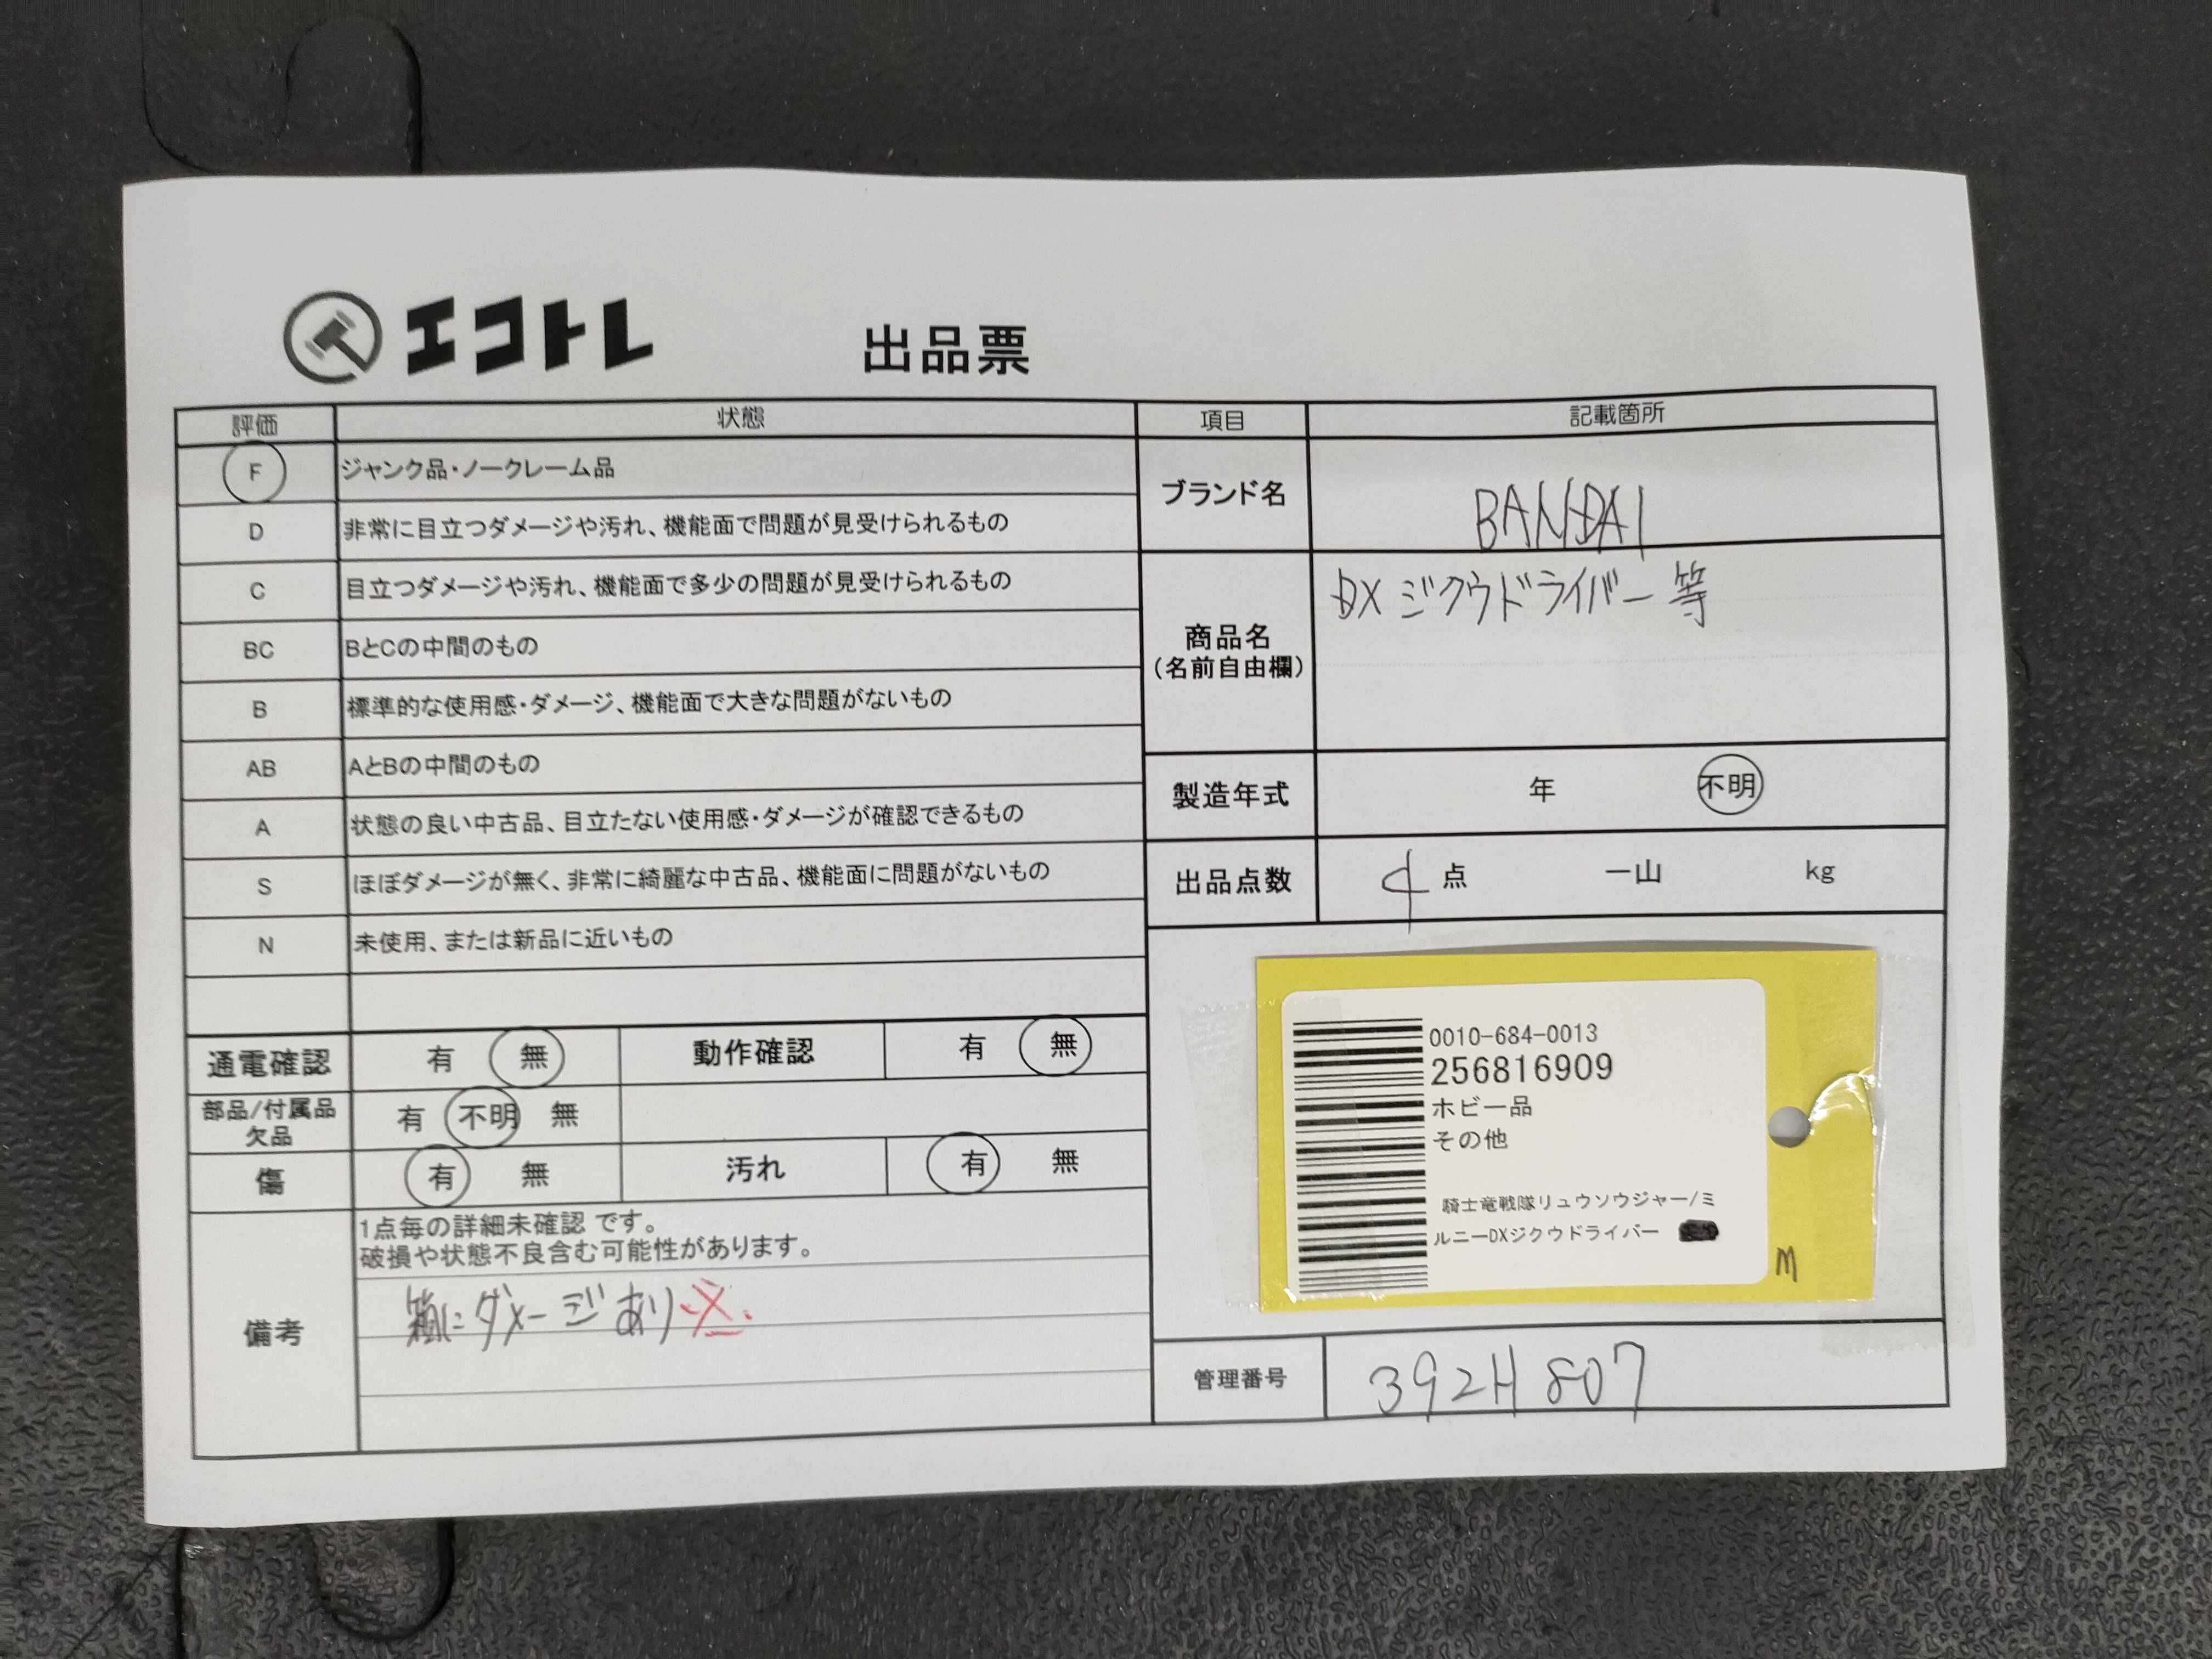 エコトレ 出品票
評価 状態 項目 記載箇所
F ジャンク品・ノークレーム品
D 非常に目立つダメージや汚れ、機能面で問題が見受けられるもの
C 目立つダメージや汚れ、機能面で多少の問題が見受けられるもの
BC BとCの中間のもの
B 標準的な使用感・ダメージ、機能面で大きな問題がないもの
AB AとBの中間のもの
A 状態の良い中古品、目立たない使用感・ダメージが確認できるもの
S ほぼダメージが無く、非常に綺麗な中古品、機能面に問題がないもの
N 未使用、または新品に近いもの
通電確認 有 無 動作確認 有 無
部品/付属品
欠品 有 不明 無
傷 有 無 汚れ 有 無
備考
1点毎の詳細未確認 です。
破損や状態不良含む可能性があります。
箱にダメージあり※
ブランド名 BANDAI
商品名
(名前自由欄)
DX ジクウドライバー 等
製造年式 年 不明
出品点数 4 点 一山 kg
0010-684-0013
256816909
ホビー品
その他
騎士竜戦隊リュウソウジャー/ミ
ルニーDXジクウドライバー
M
管理番号 392H807